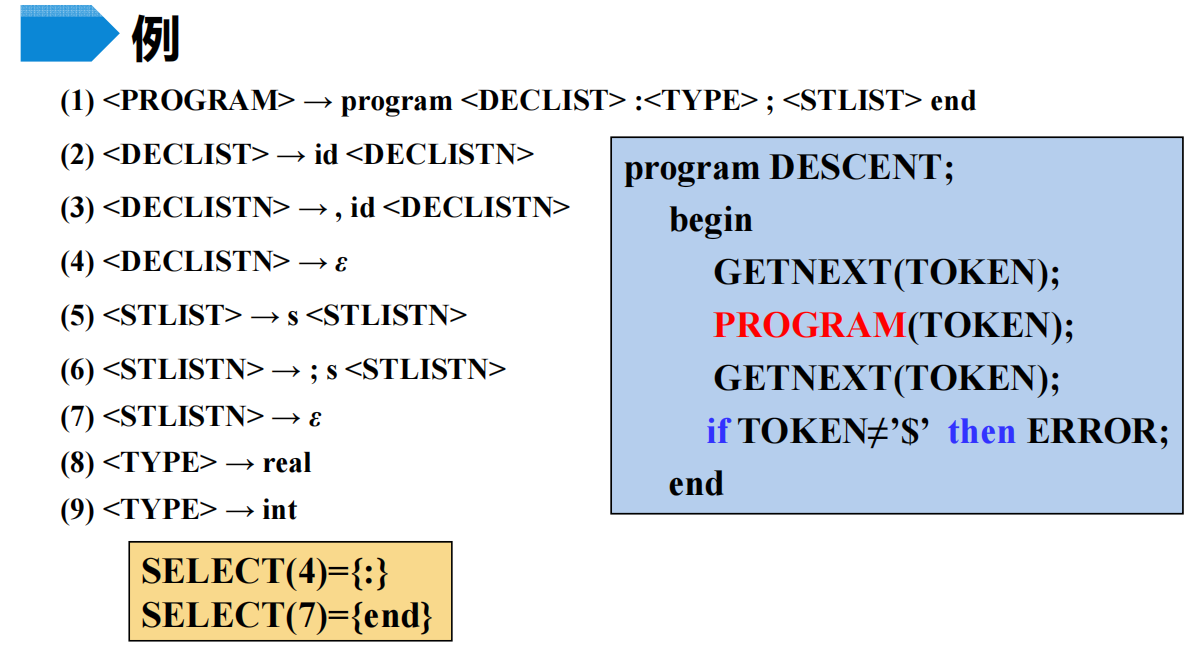 例
(1) <PROGRAM> → program <DECLIST> :<TYPE> ; <STLIST> end
(2) <DECLIST> → id <DECLISTN>
(3) <DECLISTN> → , id <DECLISTN>
(4) <DECLISTN> → ε
(5) <STLIST> → s <STLISTN>
(6) <STLISTN> → ; s <STLISTN>
(7) <STLISTN> → ε
(8) <TYPE> → real
(9) <TYPE> → int
SELECT(4)={:}
SELECT(7)={end}
program DESCENT;
begin
GETNEXT(TOKEN);
PROGRAM(TOKEN);
GETNEXT(TOKEN);
if TOKEN≠’$’ then ERROR;
end